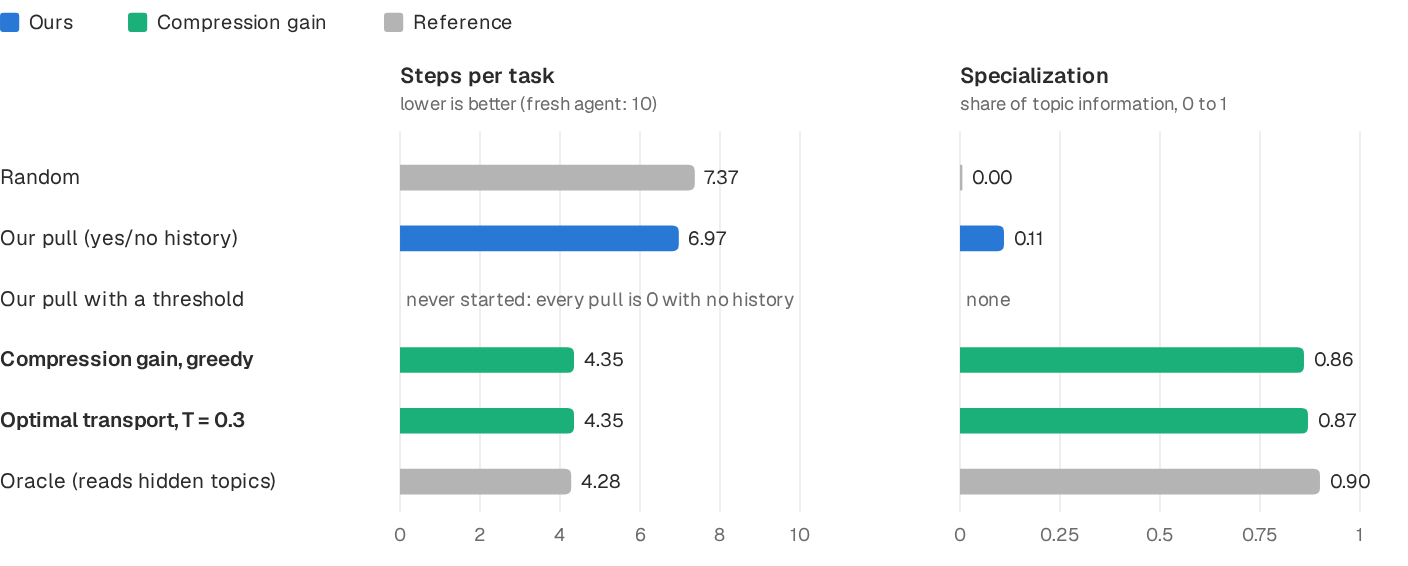 Ours Compression gain Reference
Steps per task Specialization
lower is better (fresh agent: 10) share of topic information, 0 to 1
Random 7.37 0.00
Our pull (yes/no history) 6.97 0.11
Our pull with a threshold never started: every pull is 0 with no history none
Compression gain, greedy 4.35 0.86
Optimal transport, T = 0.3 4.35 0.87
Oracle (reads hidden topics) 4.28 0.90
0 2 4 6 8 10 0 0.25 0.5 0.75 1